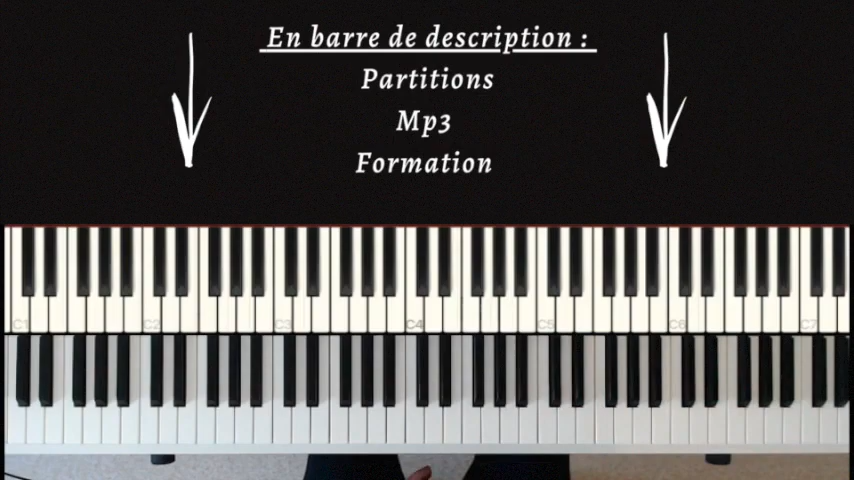 En barre de description :
Partitions
Mp3
Formation
C1 C2 C3 C4 C5 C6 C7